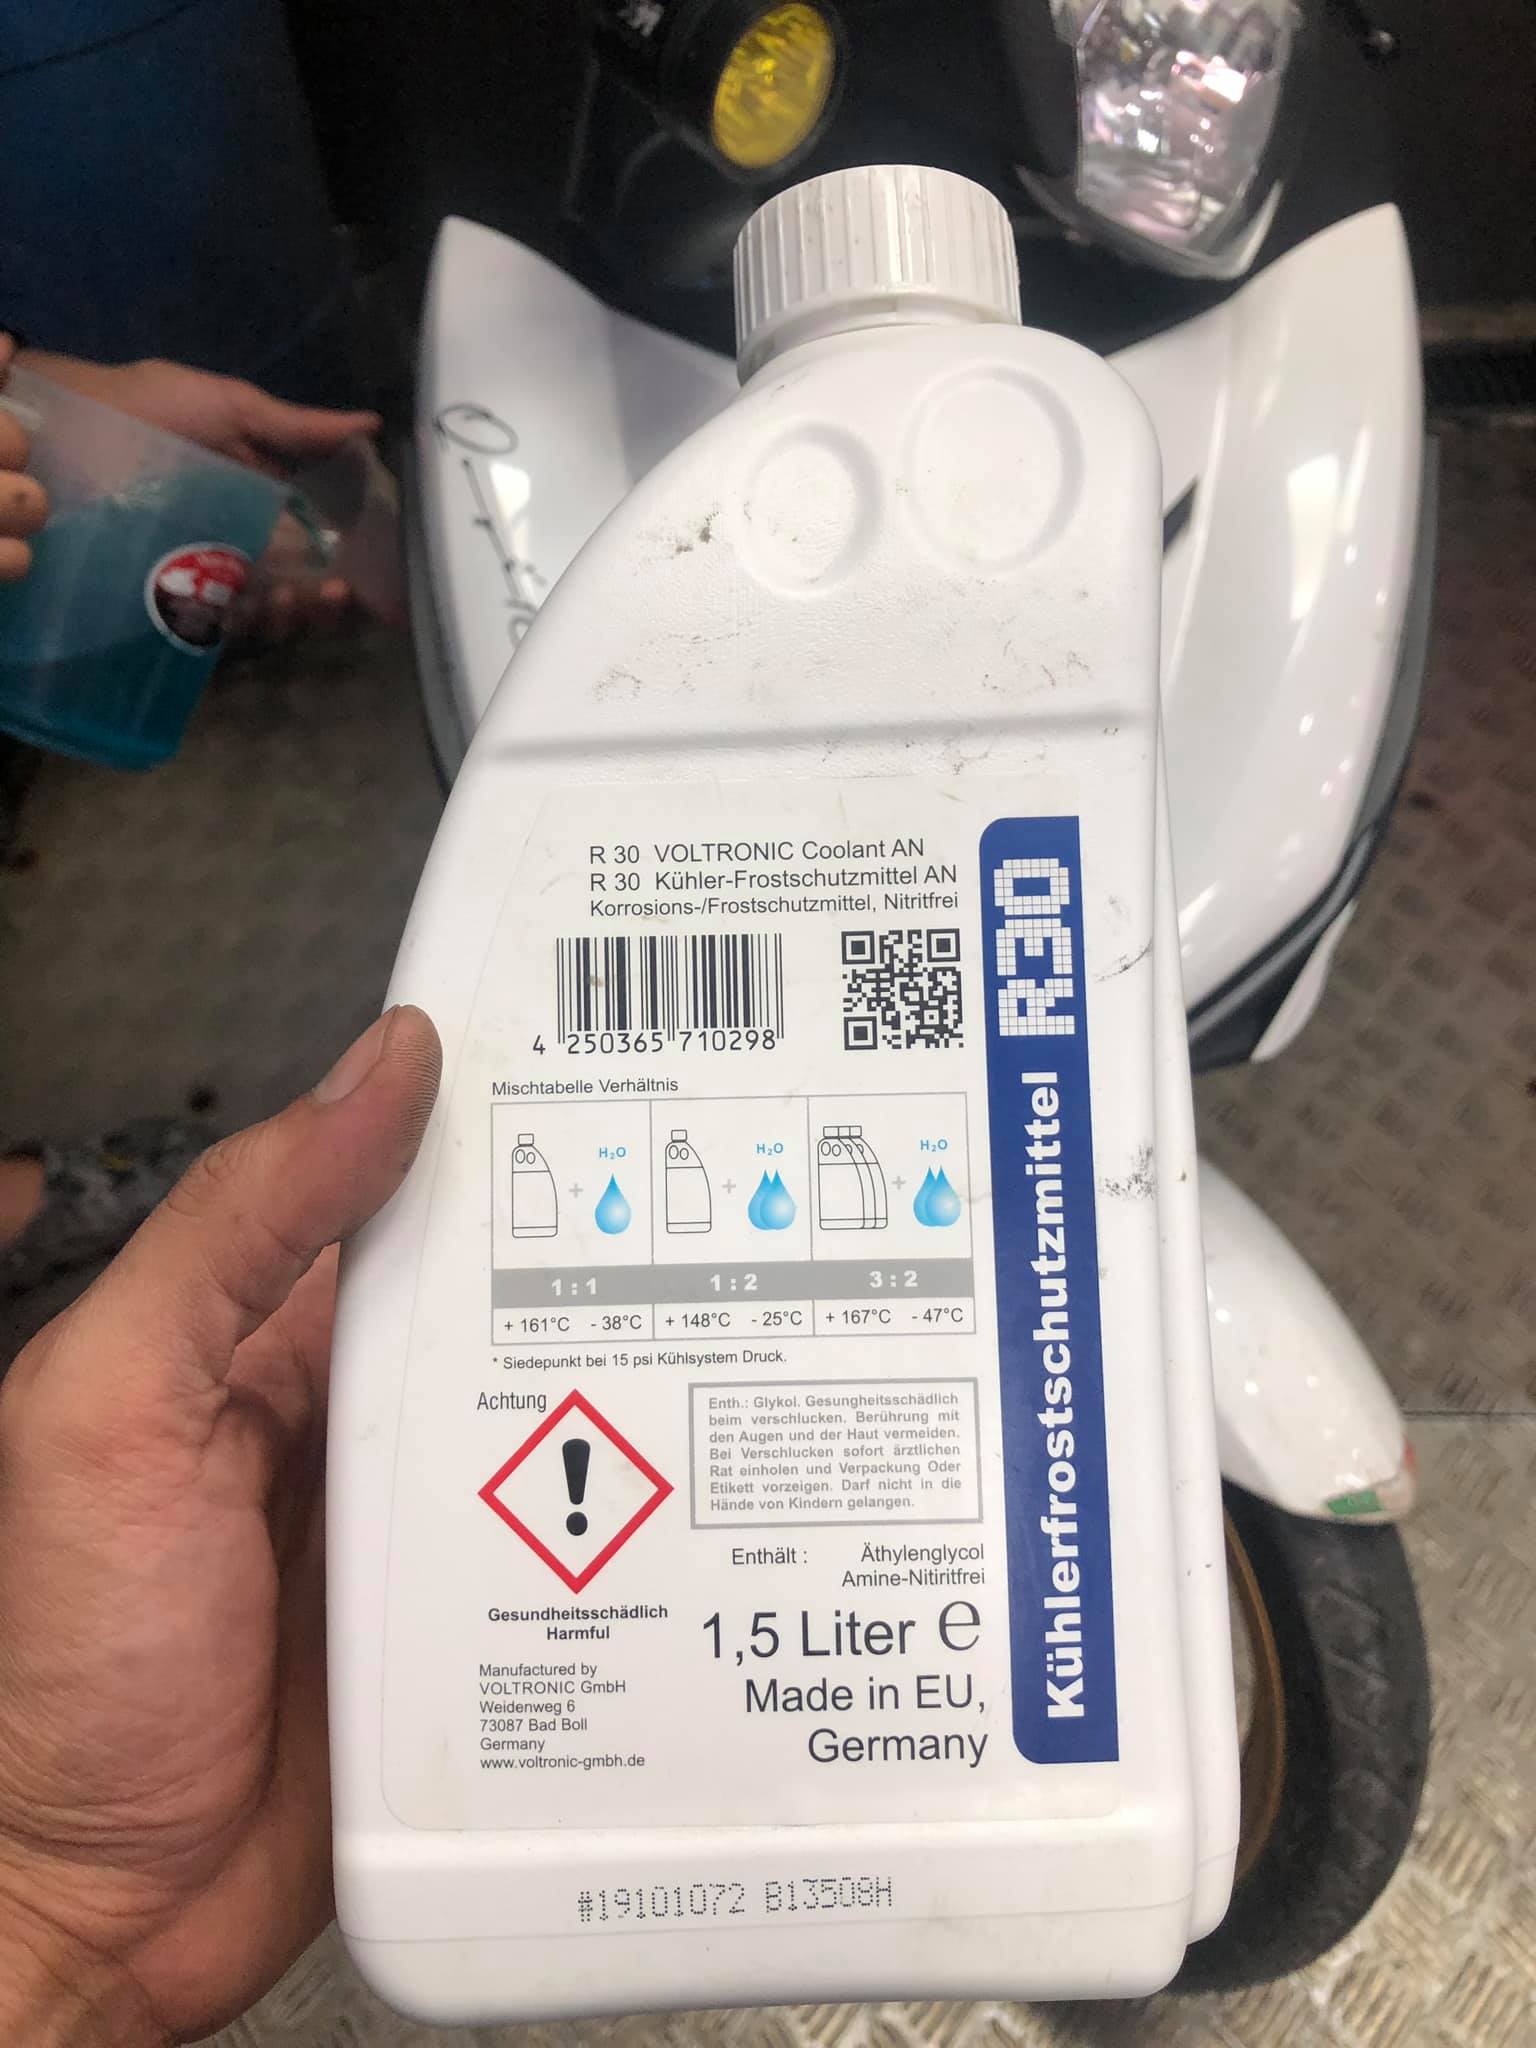 R 30 VOLTRONIC Coolant AN
R 30 Kühler-Frostschutzmittel AN
Korrosions-/Frostschutzmittel, Nitritfrei
4 250365 710298
Mischtabelle Verhältnis
H₂O H₂O H₂O
1 : 1 1 : 2 3 : 2
+ 161°C - 38°C + 148°C - 25°C + 167°C - 47°C
* Siedepunkt bei 15 psi Kühlsystem Druck.
Achtung
Gesundheitsschädlich
Harmful
Enth.: Glykol. Gesungheitsschädlich
beim verschlucken. Berührung mit
den Augen und der Haut vermeiden.
Bei Verschlucken sofort ärztlichen
Rat einholen und Verpackung Oder
Etikett vorzeigen. Darf nicht in die
Hände von Kindern gelangen.
Enthält : Äthylenglycol
Amine-Nitiritfrei
1,5 Liter ℮
Made in EU,
Germany
Manufactured by
VOLTRONIC GmbH
Weidenweg 6
73087 Bad Boll
Germany
www.voltronic-gmbh.de
Kühlerfrostschutzmittel R30
#19101072 B13508H